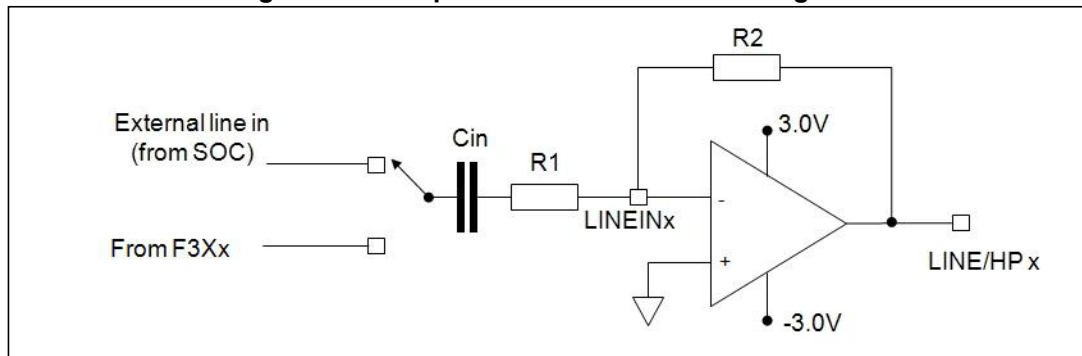 R2
External line in
(from SOC)
Cin
R1
3.0V
-
LINEINx
+
From F3Xx
LINE/HP x
-3.0V